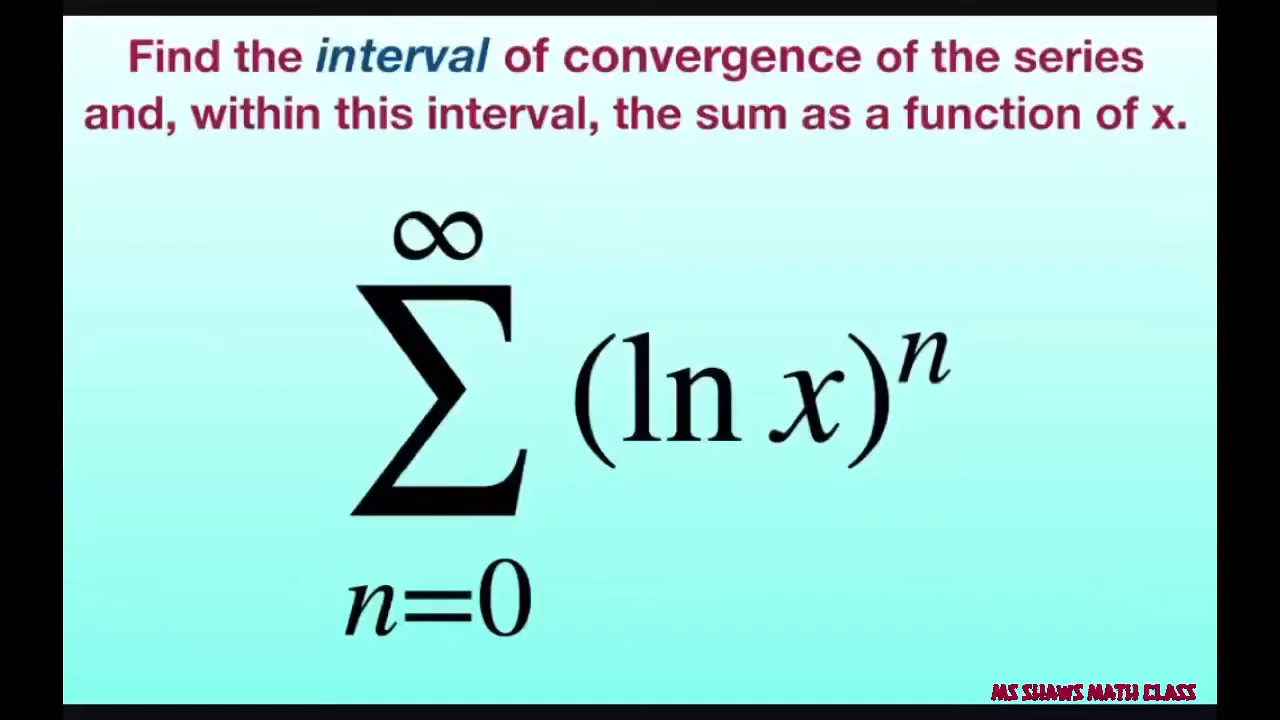 Find the interval of convergence of the series
and, within this interval, the sum as a function of x.
∞
∑ (ln x)ⁿ
n=0
MS SHAWS MATH CLASS